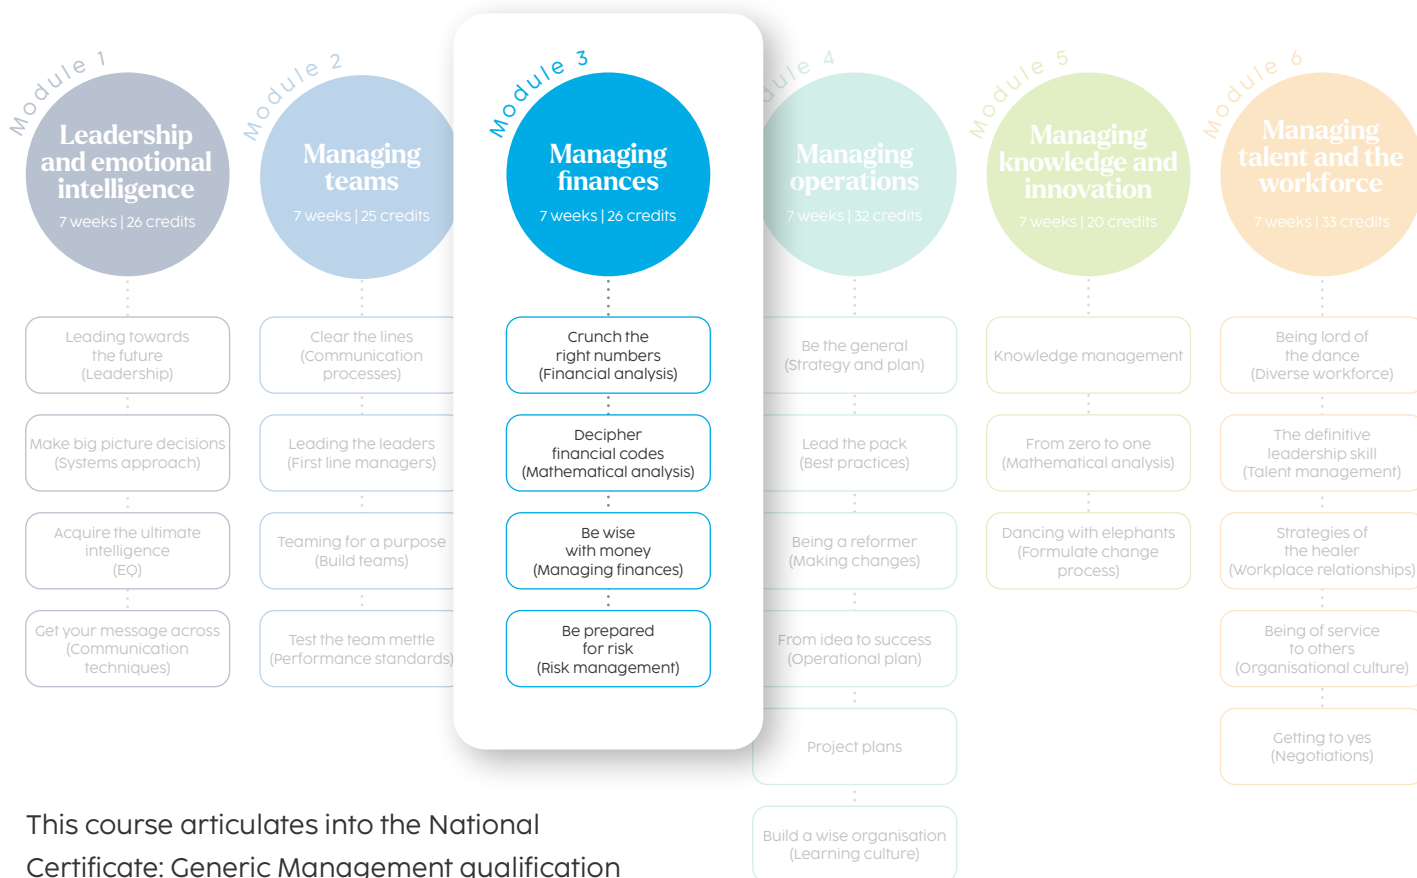 Module 1
Leadership
and emotional
intelligence
7 weeks | 26 credits
Leading towards
the future
(Leadership)
Make big picture decisions
(Systems approach)
Acquire the ultimate
intelligence
(EQ)
Get your message across
(Communication
techniques)
Module 2
Managing
teams
7 weeks | 25 credits
Clear the lines
(Communication
processes)
Leading the leaders
(First line managers)
Teaming for a purpose
(Build teams)
Test the team mettle
(Performance standards)
Module 3
Managing
finances
7 weeks | 26 credits
Crunch the
right numbers
(Financial analysis)
Decipher
financial codes
(Mathematical analysis)
Be wise
with money
(Managing finances)
Be prepared
for risk
(Risk management)
dule 4
Managing
operations
7 weeks | 32 credits
Be the general
(Strategy and plan)
Lead the pack
(Best practices)
Being a reformer
(Making changes)
From idea to success
(Operational plan)
Project plans
Build a wise organisation
(Learning culture)
Module 5
Managing
knowledge and
innovation
7 weeks | 20 credits
Knowledge management
From zero to one
(Mathematical analysis)
Dancing with elephants
(Formulate change
process)
Module 6
Managing
talent and the
workforce
7 weeks | 33 credits
Being lord of
the dance
(Diverse workforce)
The definitive
leadership skill
(Talent management)
Strategies of
the healer
(Workplace relationships)
Being of service
to others
(Organisational culture)
Getting to yes
(Negotiations)
This course articulates into the National
Certificate: Generic Management qualification